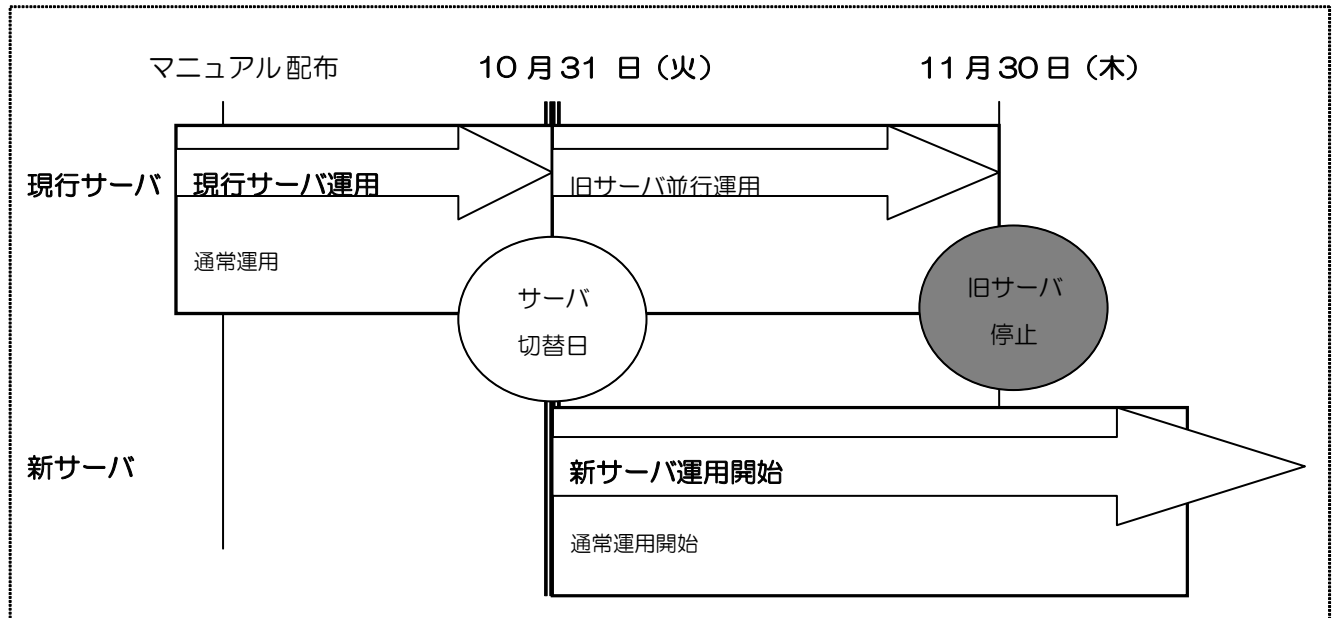 マニュアル配布
10月31日（火）
11月30日（木）
現行サーバ
現行サーバ運用
旧サーバ並行運用
通常運用
サーバ
切替日
旧サーバ
停止
新サーバ
新サーバ運用開始
通常運用開始